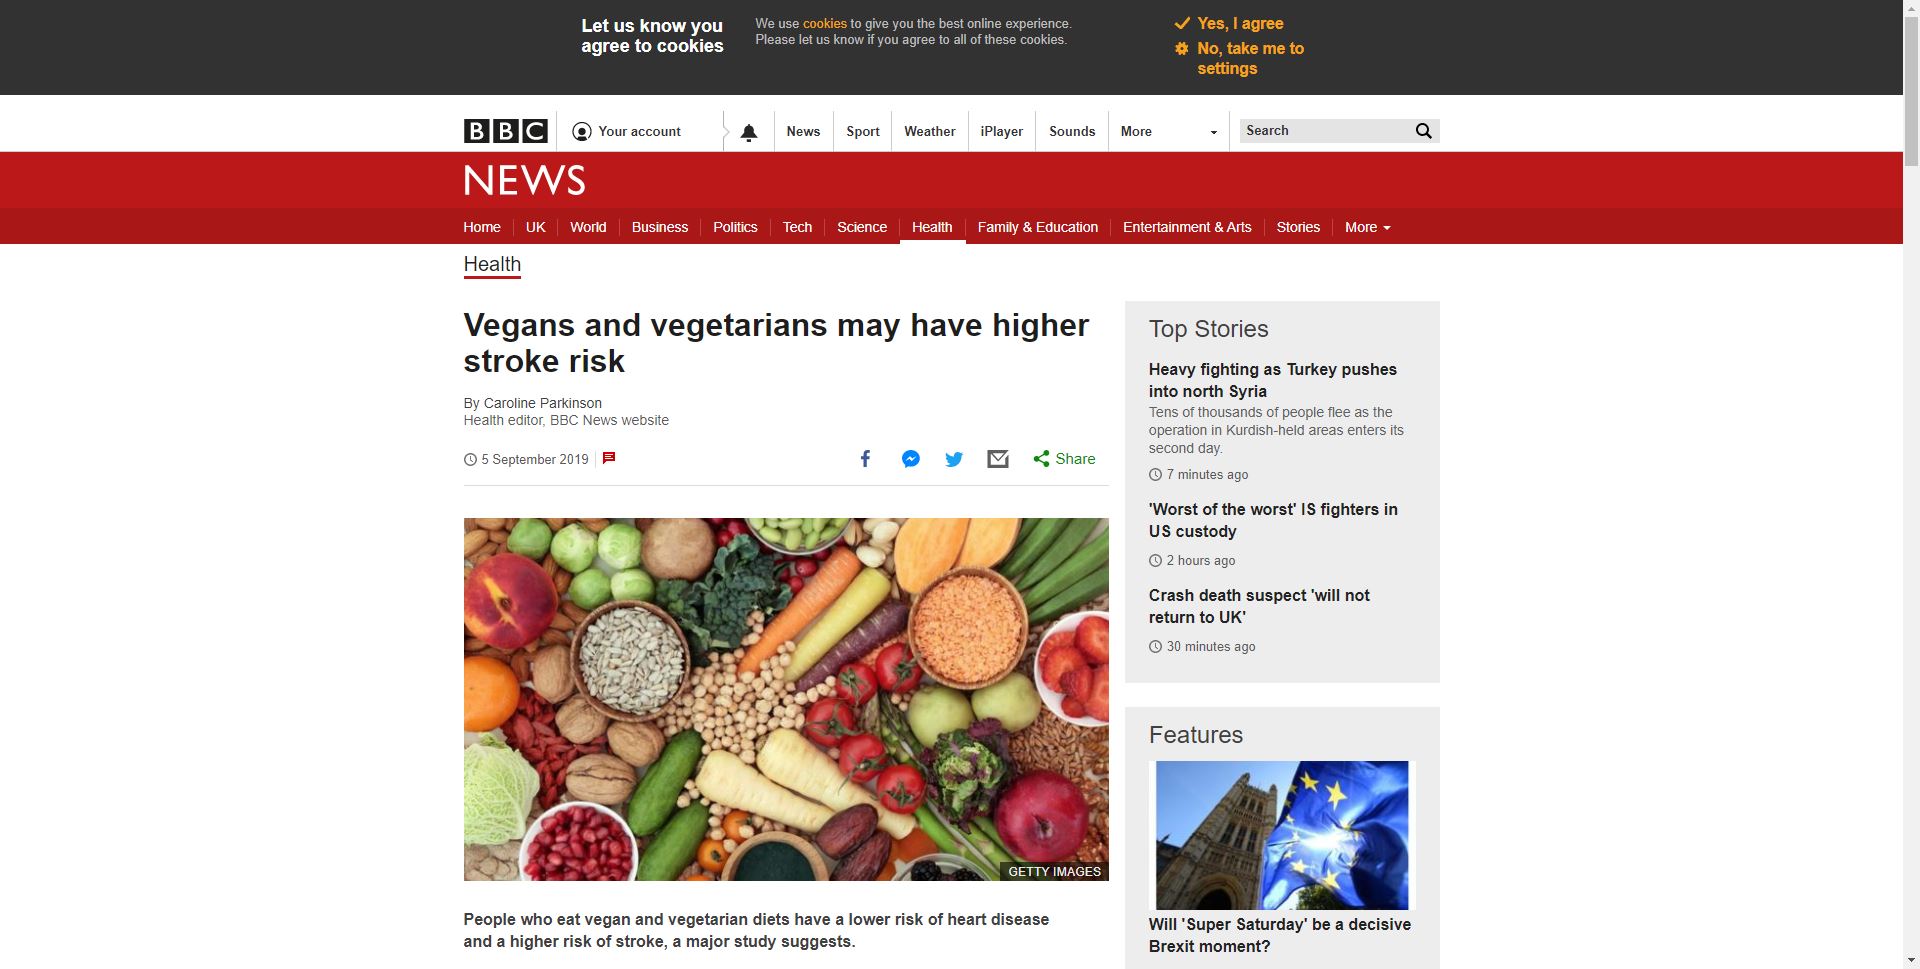 Let us know you
agree to cookies
We use cookies to give you the best online experience.
Please let us know if you agree to all of these cookies.
Yes, I agree
No, take me to
settings
BBC
Your account
News
Sport
Weather
iPlayer
Sounds
More
Search
NEWS
Home
UK
World
Business
Politics
Tech
Science
Health
Family & Education
Entertainment & Arts
Stories
More
Health
Vegans and vegetarians may have higher
stroke risk
By Caroline Parkinson
Health editor, BBC News website
5 September 2019
Share
GETTY IMAGES
People who eat vegan and vegetarian diets have a lower risk of heart disease
and a higher risk of stroke, a major study suggests.
Top Stories
Heavy fighting as Turkey pushes
into north Syria
Tens of thousands of people flee as the
operation in Kurdish-held areas enters its
second day.
7 minutes ago
'Worst of the worst' IS fighters in
US custody
2 hours ago
Crash death suspect 'will not
return to UK'
30 minutes ago
Features
Will 'Super Saturday' be a decisive
Brexit moment?